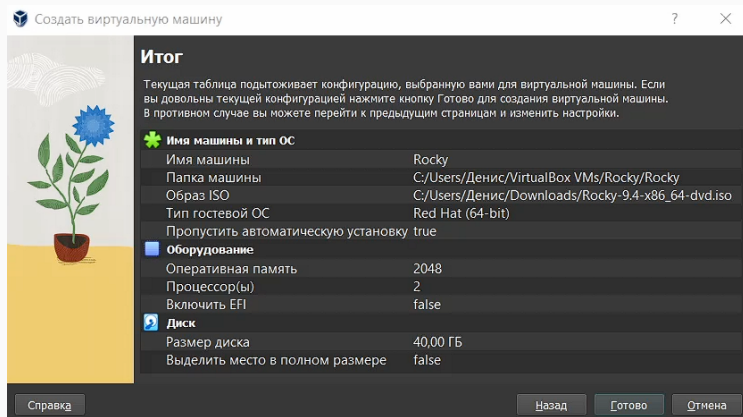 Создать виртуальную машину
Итог
Текущая таблица подытоживает конфигурацию, выбранную вами для виртуальной машины. Если
вы довольны текущей конфигурацией нажмите кнопку Готово для создания виртуальной машины.
В противном случае вы можете перейти к предыдущим страницам и изменить настройки.
Имя машины и тип ОС
Имя машины Rocky
Папка машины C:/Users/Денис/VirtualBox VMs/Rocky/Rocky
Образ ISO C:/Users/Денис/Downloads/Rocky-9.4-x86_64-dvd.iso
Тип гостевой ОС Red Hat (64-bit)
Пропустить автоматическую установку true
Оборудование
Оперативная память 2048
Процессор(ы) 2
Включить EFI false
Диск
Размер диска 40,00 ГБ
Выделить место в полном размере false
Справка Назад Готово Отмена